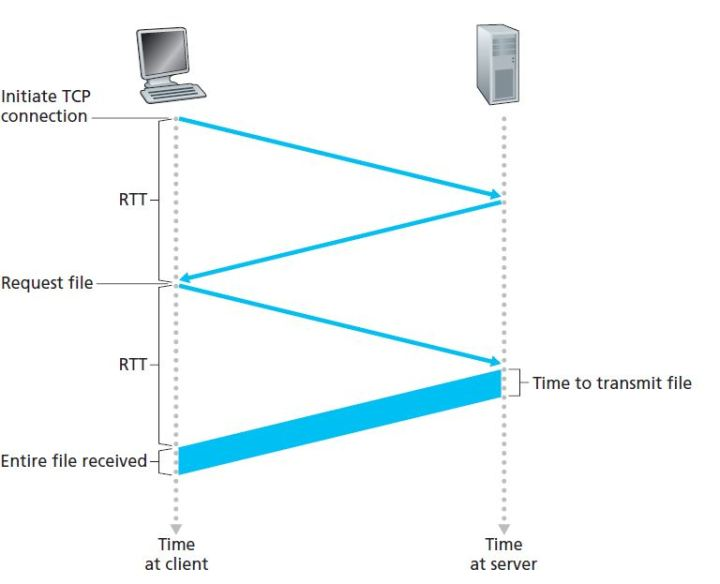 Initiate TCP
connection
RTT
Request file
RTT
Time to transmit file
Entire file received
Time
at client
Time
at server